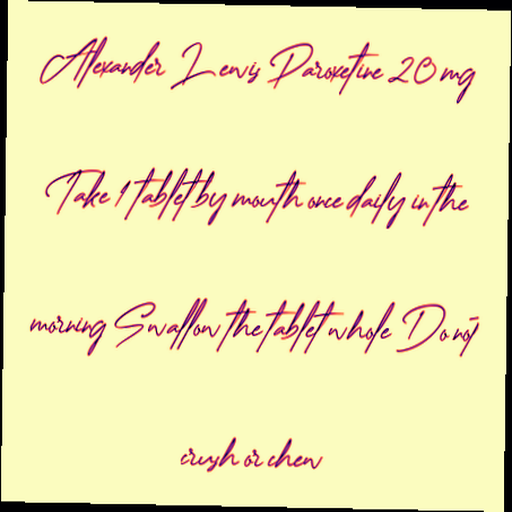 Alexander Lewis Paroxetine 20 mg
Take 1 tablet by mouth once daily in the
morning Swallow the tablet whole Do not
crush or chew